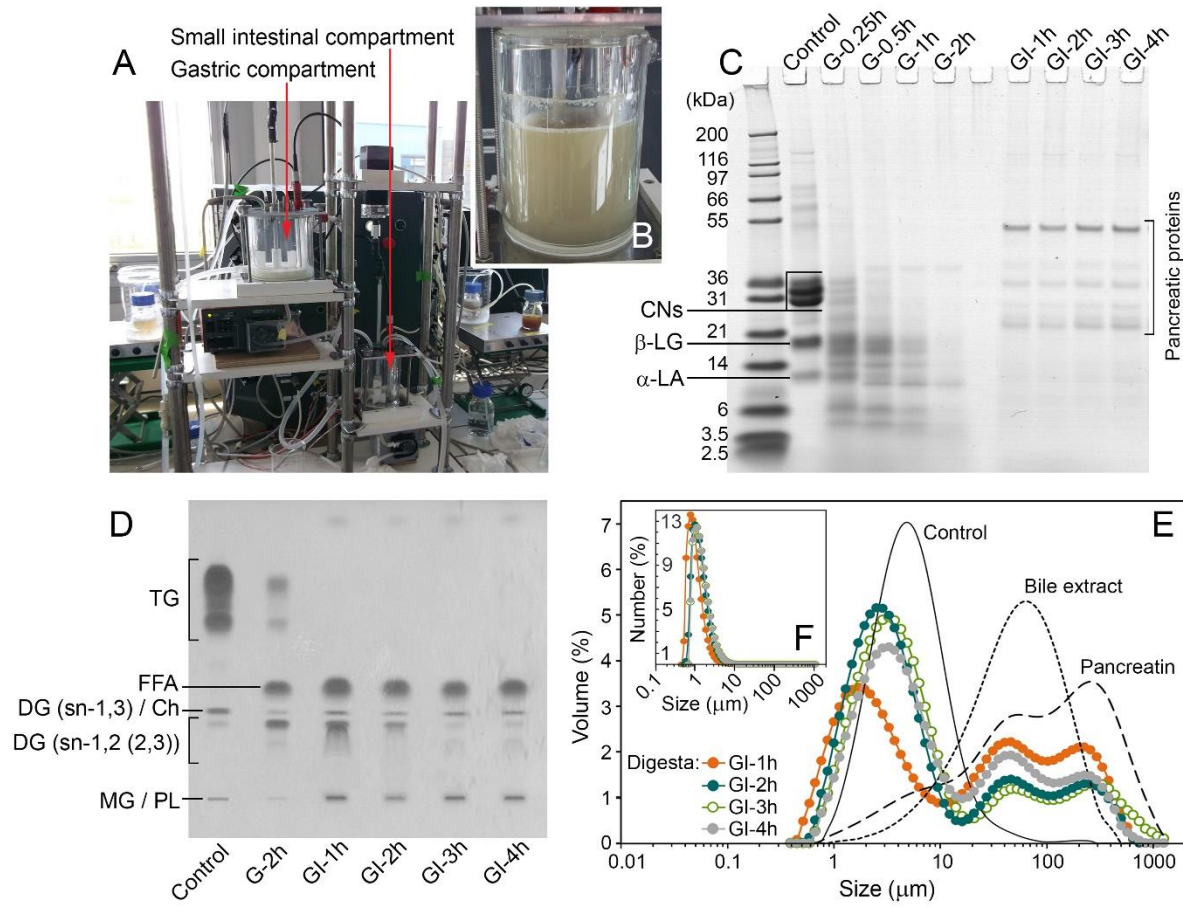 A
Small intestinal compartment
Gastric compartment
B
C
Control
G-0.25h
G-0.5h
G-1h
G-2h
GI-1h
GI-2h
GI-3h
GI-4h
(kDa)
200
116
97
66
55
36
31
21
14
6
3.5
2.5
CNs
β-LG
α-LA
Pancreatic proteins
D
TG
FFA
DG (sn-1,3) / Ch
DG (sn-1,2 (2,3))
MG / PL
Control
G-2h
GI-1h
GI-2h
GI-3h
GI-4h
E
Volume (%)
7
6
5
4
3
2
1
0
0.01
0.1
1
10
100
1000
Size (μm)
Control
Bile extract
Pancreatin
Digesta:
GI-1h
GI-2h
GI-3h
GI-4h
F
Number (%)
13
9
5
1
0.1
1
10
100
1000
Size (μm)